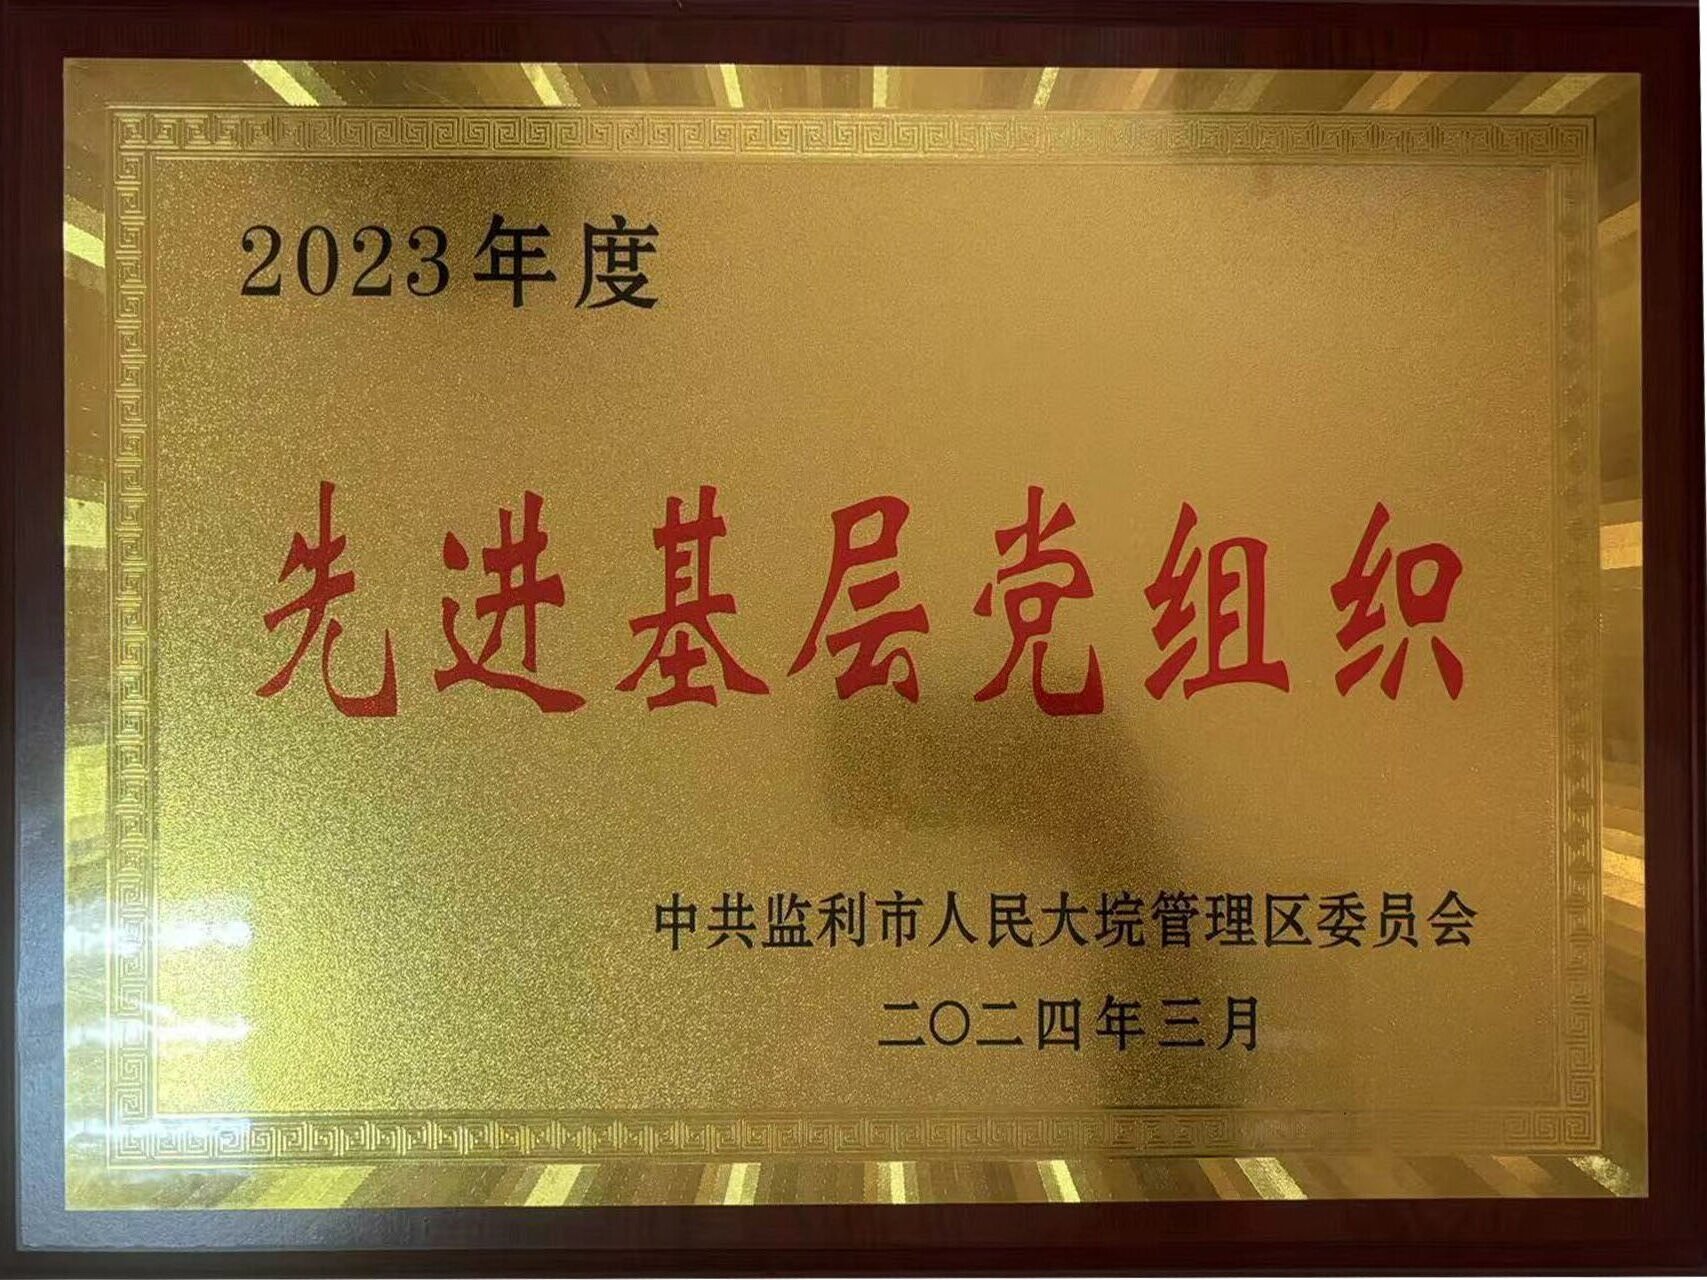 2023年度
先进基层党组织
中共监利市人民大垸管理区委员会
二〇二四年三月